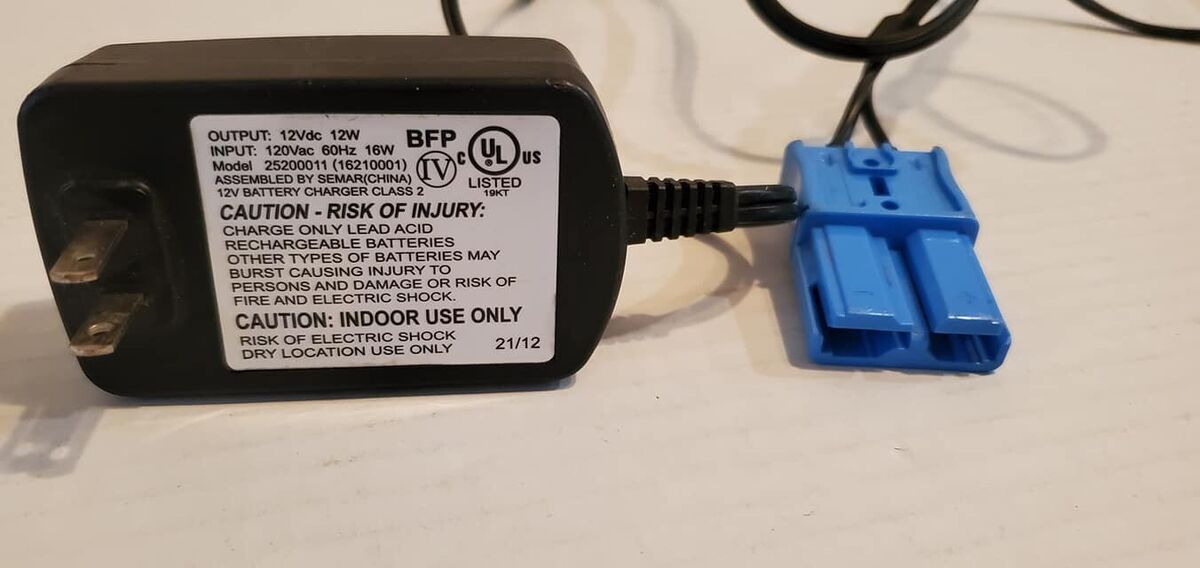 OUTPUT: 12Vdc 12W
INPUT: 120Vac 60Hz 16W
Model 25200011 (16210001)
ASSEMBLED BY SEMAR(CHINA)
12V BATTERY CHARGER CLASS 2
BFP
IV
C UL US
LISTED
19KT
CAUTION - RISK OF INJURY:
CHARGE ONLY LEAD ACID
RECHARGEABLE BATTERIES
OTHER TYPES OF BATTERIES MAY
BURST CAUSING INJURY TO
PERSONS AND DAMAGE OR RISK OF
FIRE AND ELECTRIC SHOCK.
CAUTION: INDOOR USE ONLY
RISK OF ELECTRIC SHOCK
DRY LOCATION USE ONLY
21/12